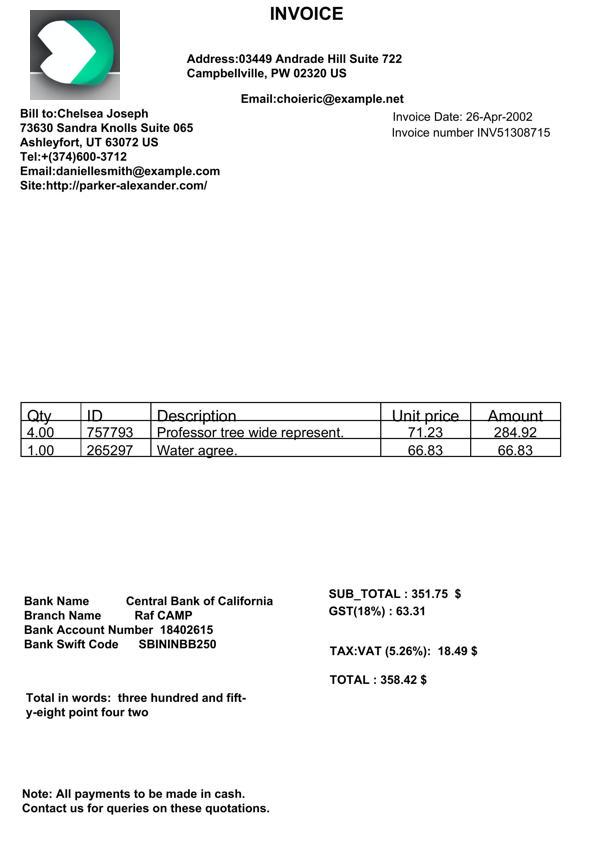 INVOICE
Address:03449 Andrade Hill Suite 722
Campbellville, PW 02320 US
Email:choieric@example.net
Bill to:Chelsea Joseph
73630 Sandra Knolls Suite 065
Ashleyfort, UT 63072 US
Tel:+(374)600-3712
Email:daniellesmith@example.com
Site:http://parker-alexander.com/
Invoice Date: 26-Apr-2002
Invoice number INV51308715
Qty ID Description Unit price Amount
4.00 757793 Professor tree wide represent. 71.23 284.92
1.00 265297 Water agree. 66.83 66.83
SUB_TOTAL : 351.75 $
GST(18%) : 63.31
TAX:VAT (5.26%): 18.49 $
TOTAL : 358.42 $
Bank Name Central Bank of California
Branch Name Raf CAMP
Bank Account Number 18402615
Bank Swift Code SBININBB250
Total in words: three hundred and fift-
y-eight point four two
Note: All payments to be made in cash.
Contact us for queries on these quotations.